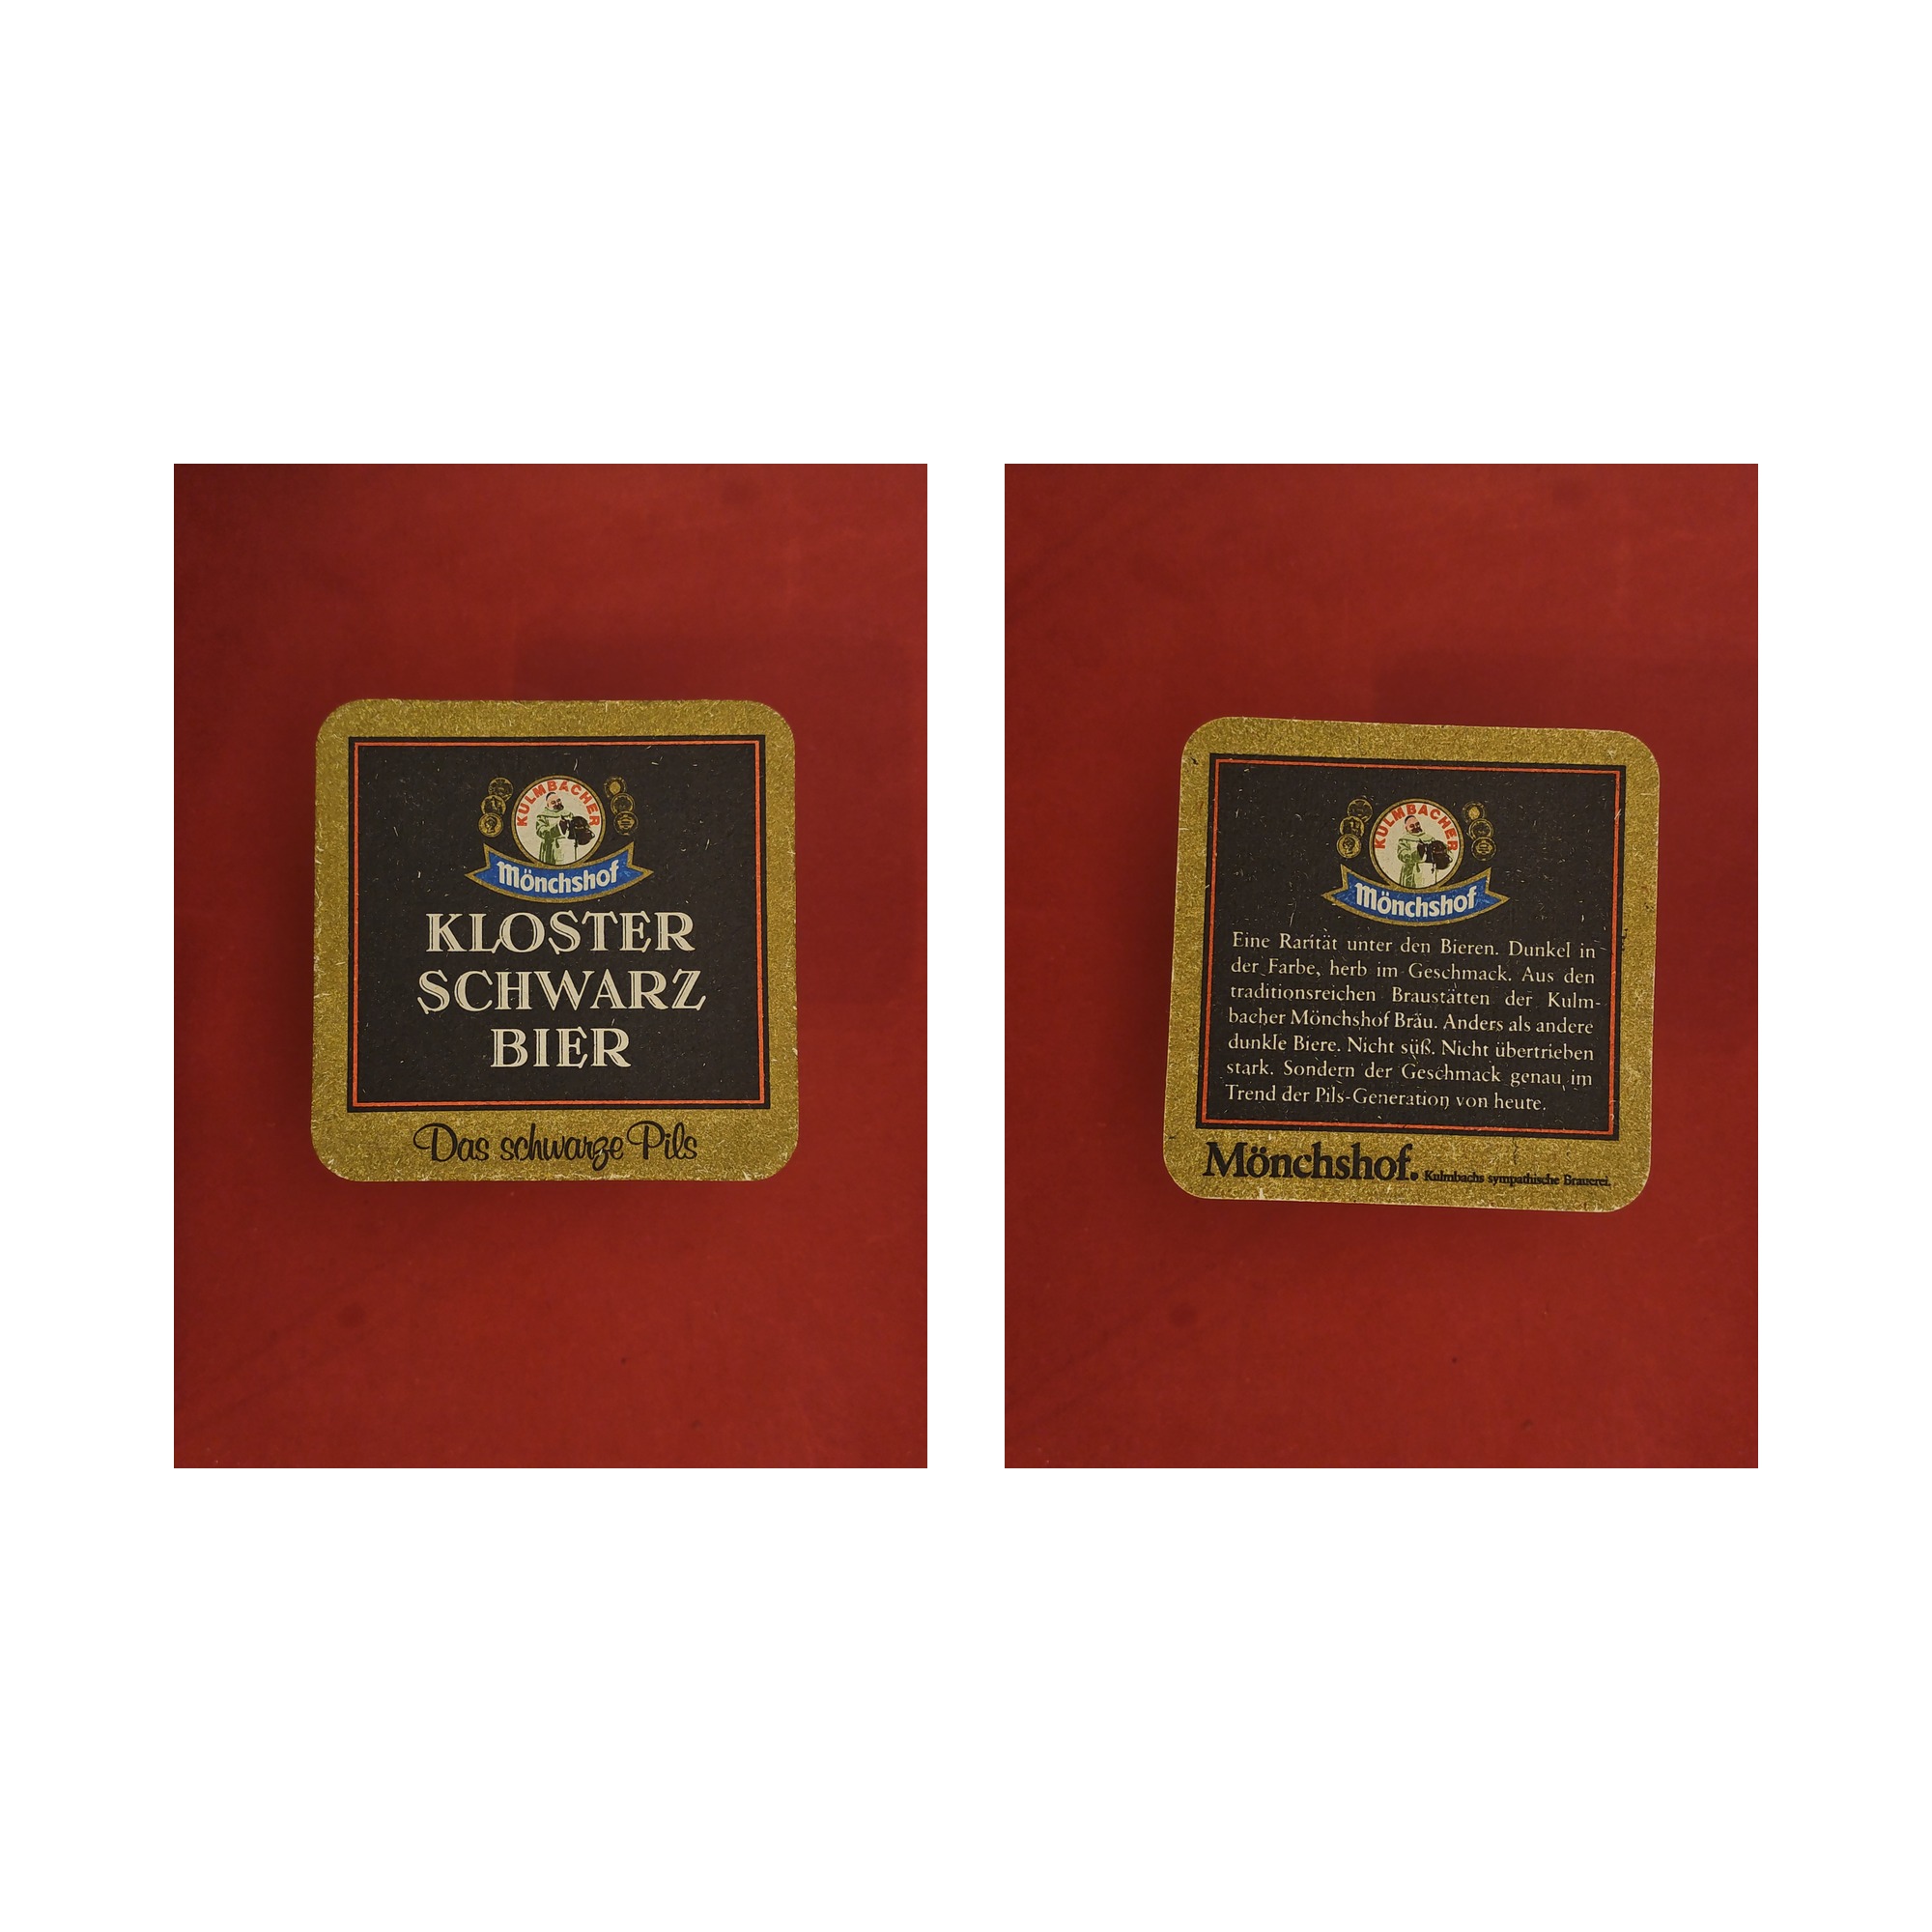 KULMBACHER
Mönchshof
KLOSTER
SCHWARZ
BIER
Das schwarze Pils
KULMBACHER
Mönchshof
Eine Rarität unter den Bieren. Dunkel in
der Farbe, herb im Geschmack. Aus den
traditionsreichen Braustätten der Kulm-
bacher Mönchshof Bräu. Anders als andere
dunkle Biere. Nicht süß. Nicht übertrieben
stark. Sondern der Geschmack genau im
Trend der Pils-Generation von heute.
Mönchshof. Kulmbachs sympathische Brauerei.